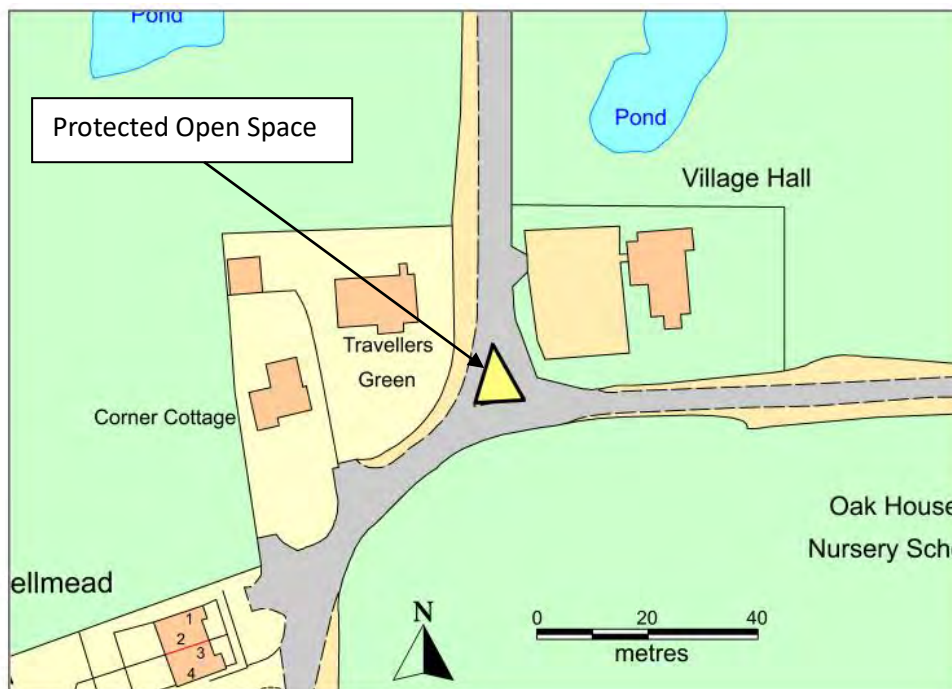 Pond
Protected Open Space
Pond
Village Hall
Travellers
Green
Corner Cottage
Oak House
Nursery Sch
ellmead
1
2
3
4
N
0 20 40
metres